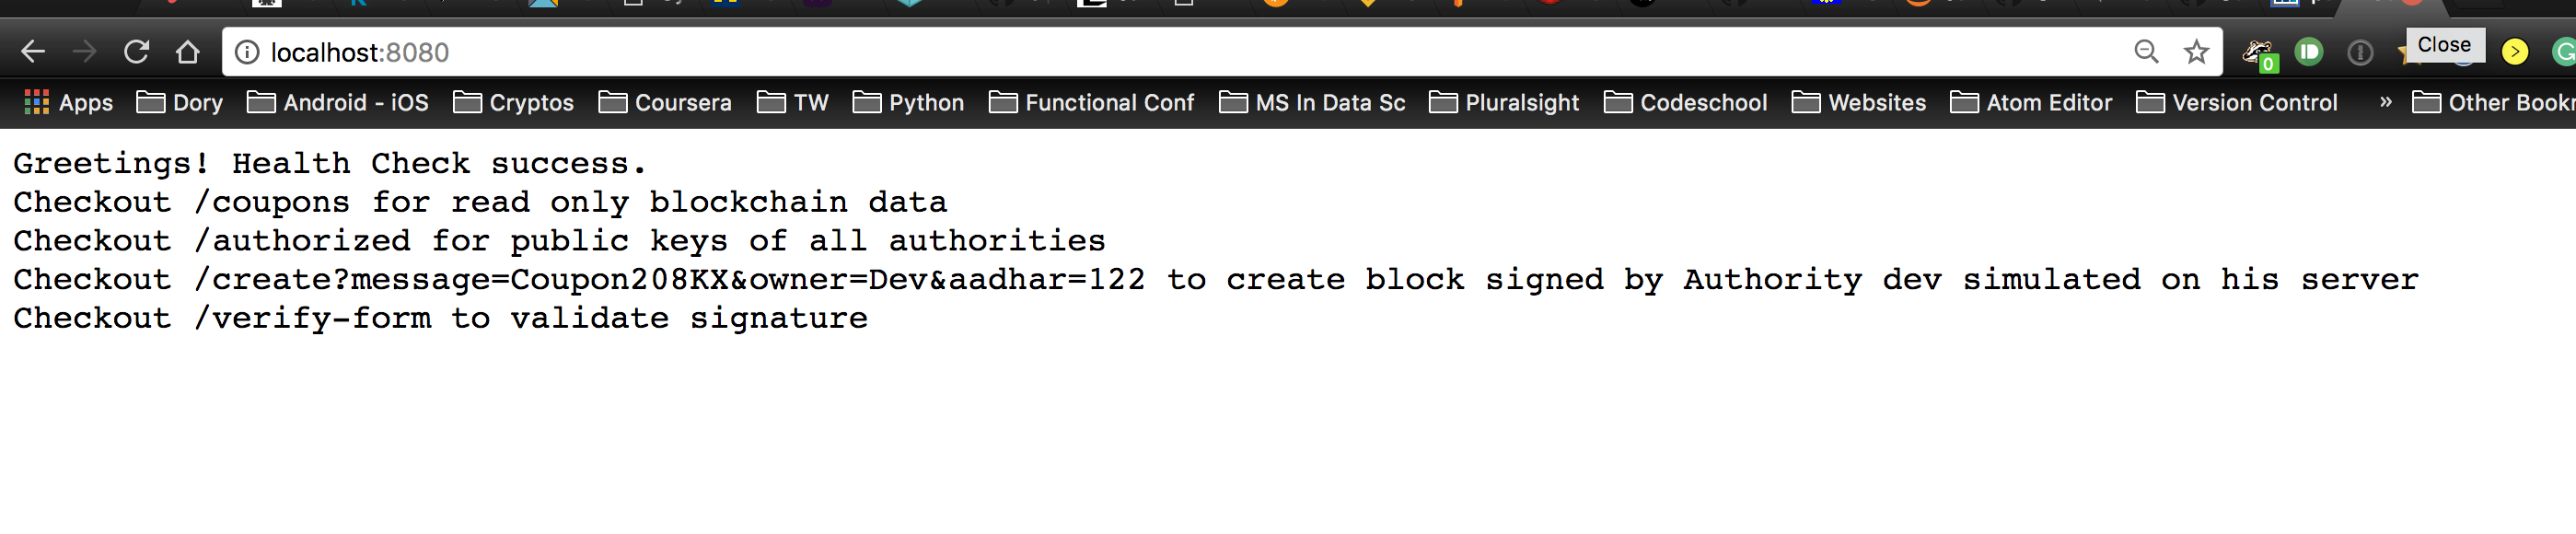 localhost:8080
Close
0
Apps Dory Android - iOS Cryptos Coursera TW Python Functional Conf MS In Data Sc Pluralsight Codeschool Websites Atom Editor Version Control » Other Bookr
Greetings! Health Check success.
Checkout /coupons for read only blockchain data
Checkout /authorized for public keys of all authorities
Checkout /create?message=Coupon208KX&owner=Dev&aadhar=122 to create block signed by Authority dev simulated on his server
Checkout /verify-form to validate signature